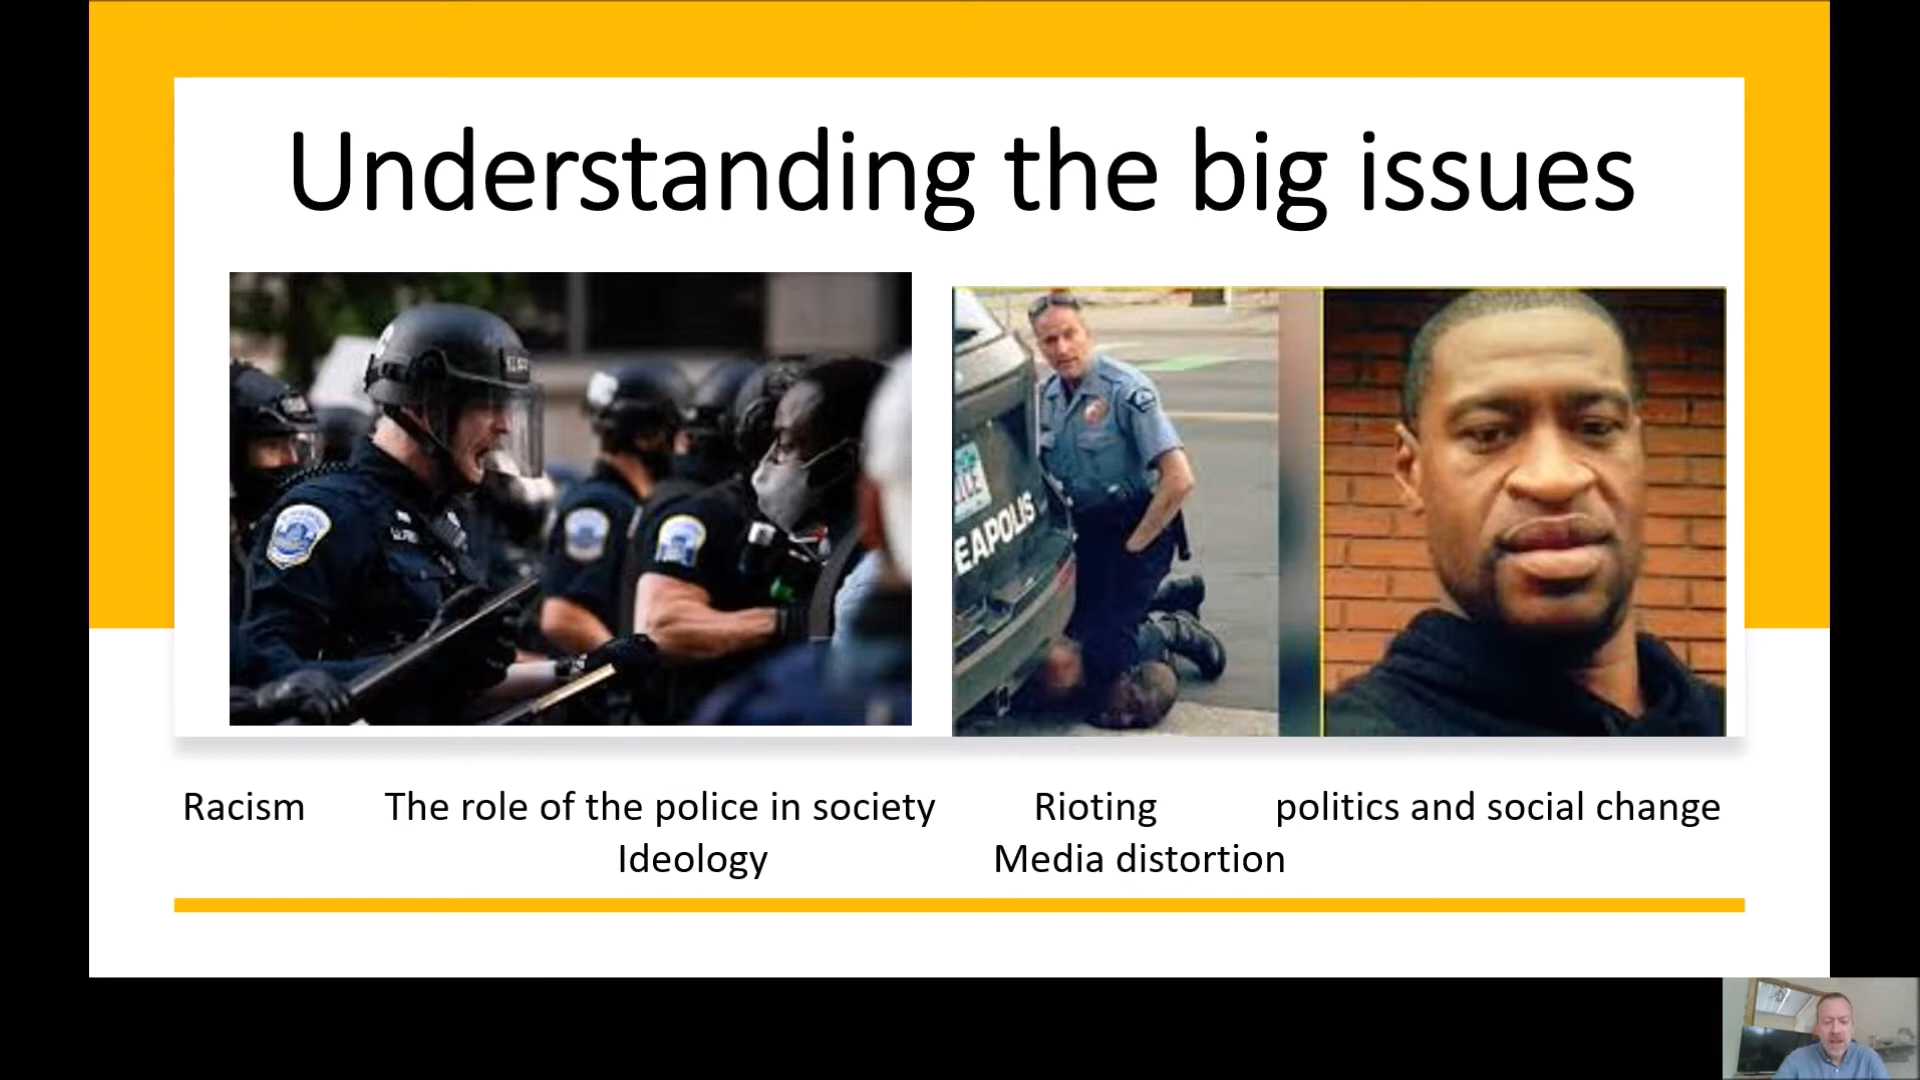 Understanding the big issues
ILE
EAPOLIS
Racism The role of the police in society Rioting politics and social change
Ideology Media distortion